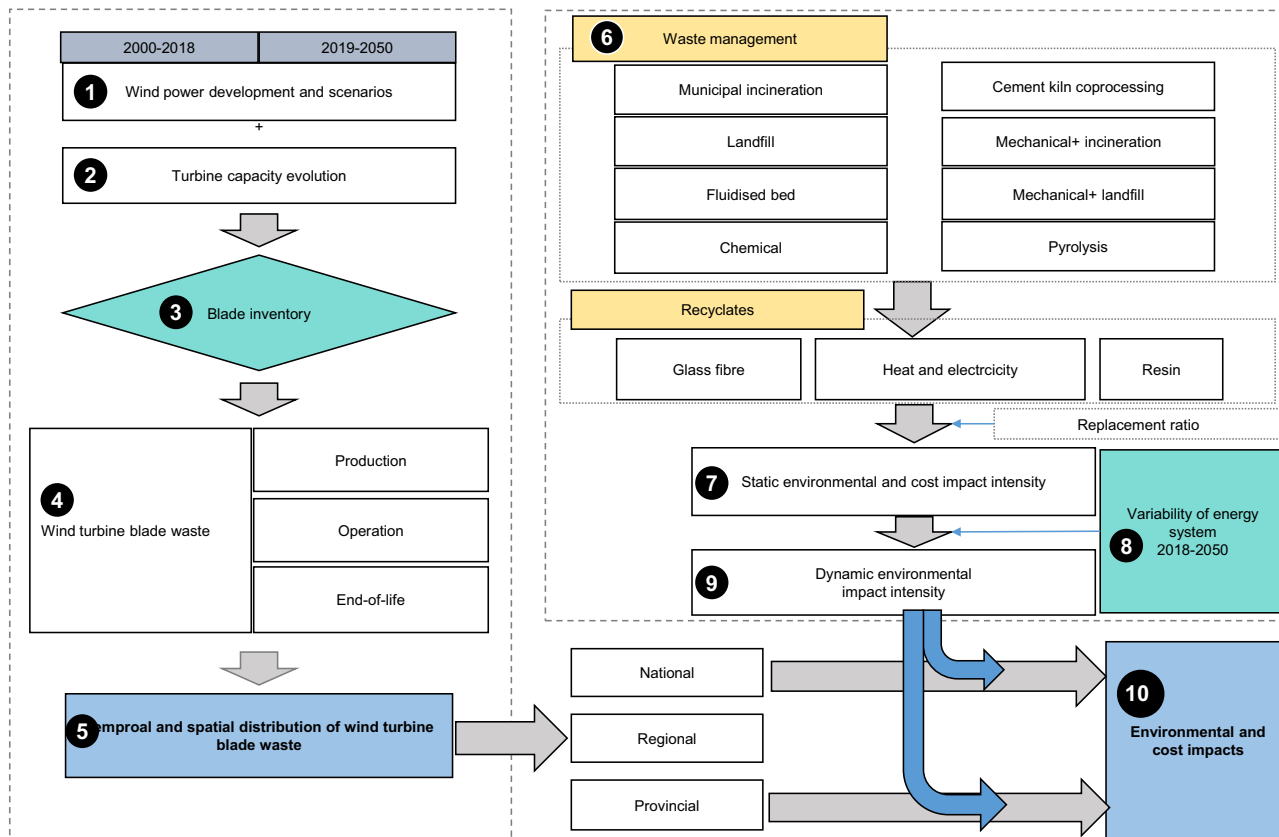 2000-2018
2019-2050
1
Wind power development and scenarios
+
2
Turbine capacity evolution
3
Blade inventory
4
Wind turbine blade waste
Production
Operation
End-of-life
5
emproal and spatial distribution of wind turbine
blade waste
6
Waste management
Municipal incineration
Cement kiln coprocessing
Landfill
Mechanical+ incineration
Fluidised bed
Mechanical+ landfill
Chemical
Pyrolysis
Recyclates
Glass fibre
Heat and electrcicity
Resin
Replacement ratio
7
Static environmental and cost impact intensity
Variability of energy
system
8
2018-2050
9
Dynamic environmental
impact intensity
National
Regional
Provincial
10
Environmental and
cost impacts